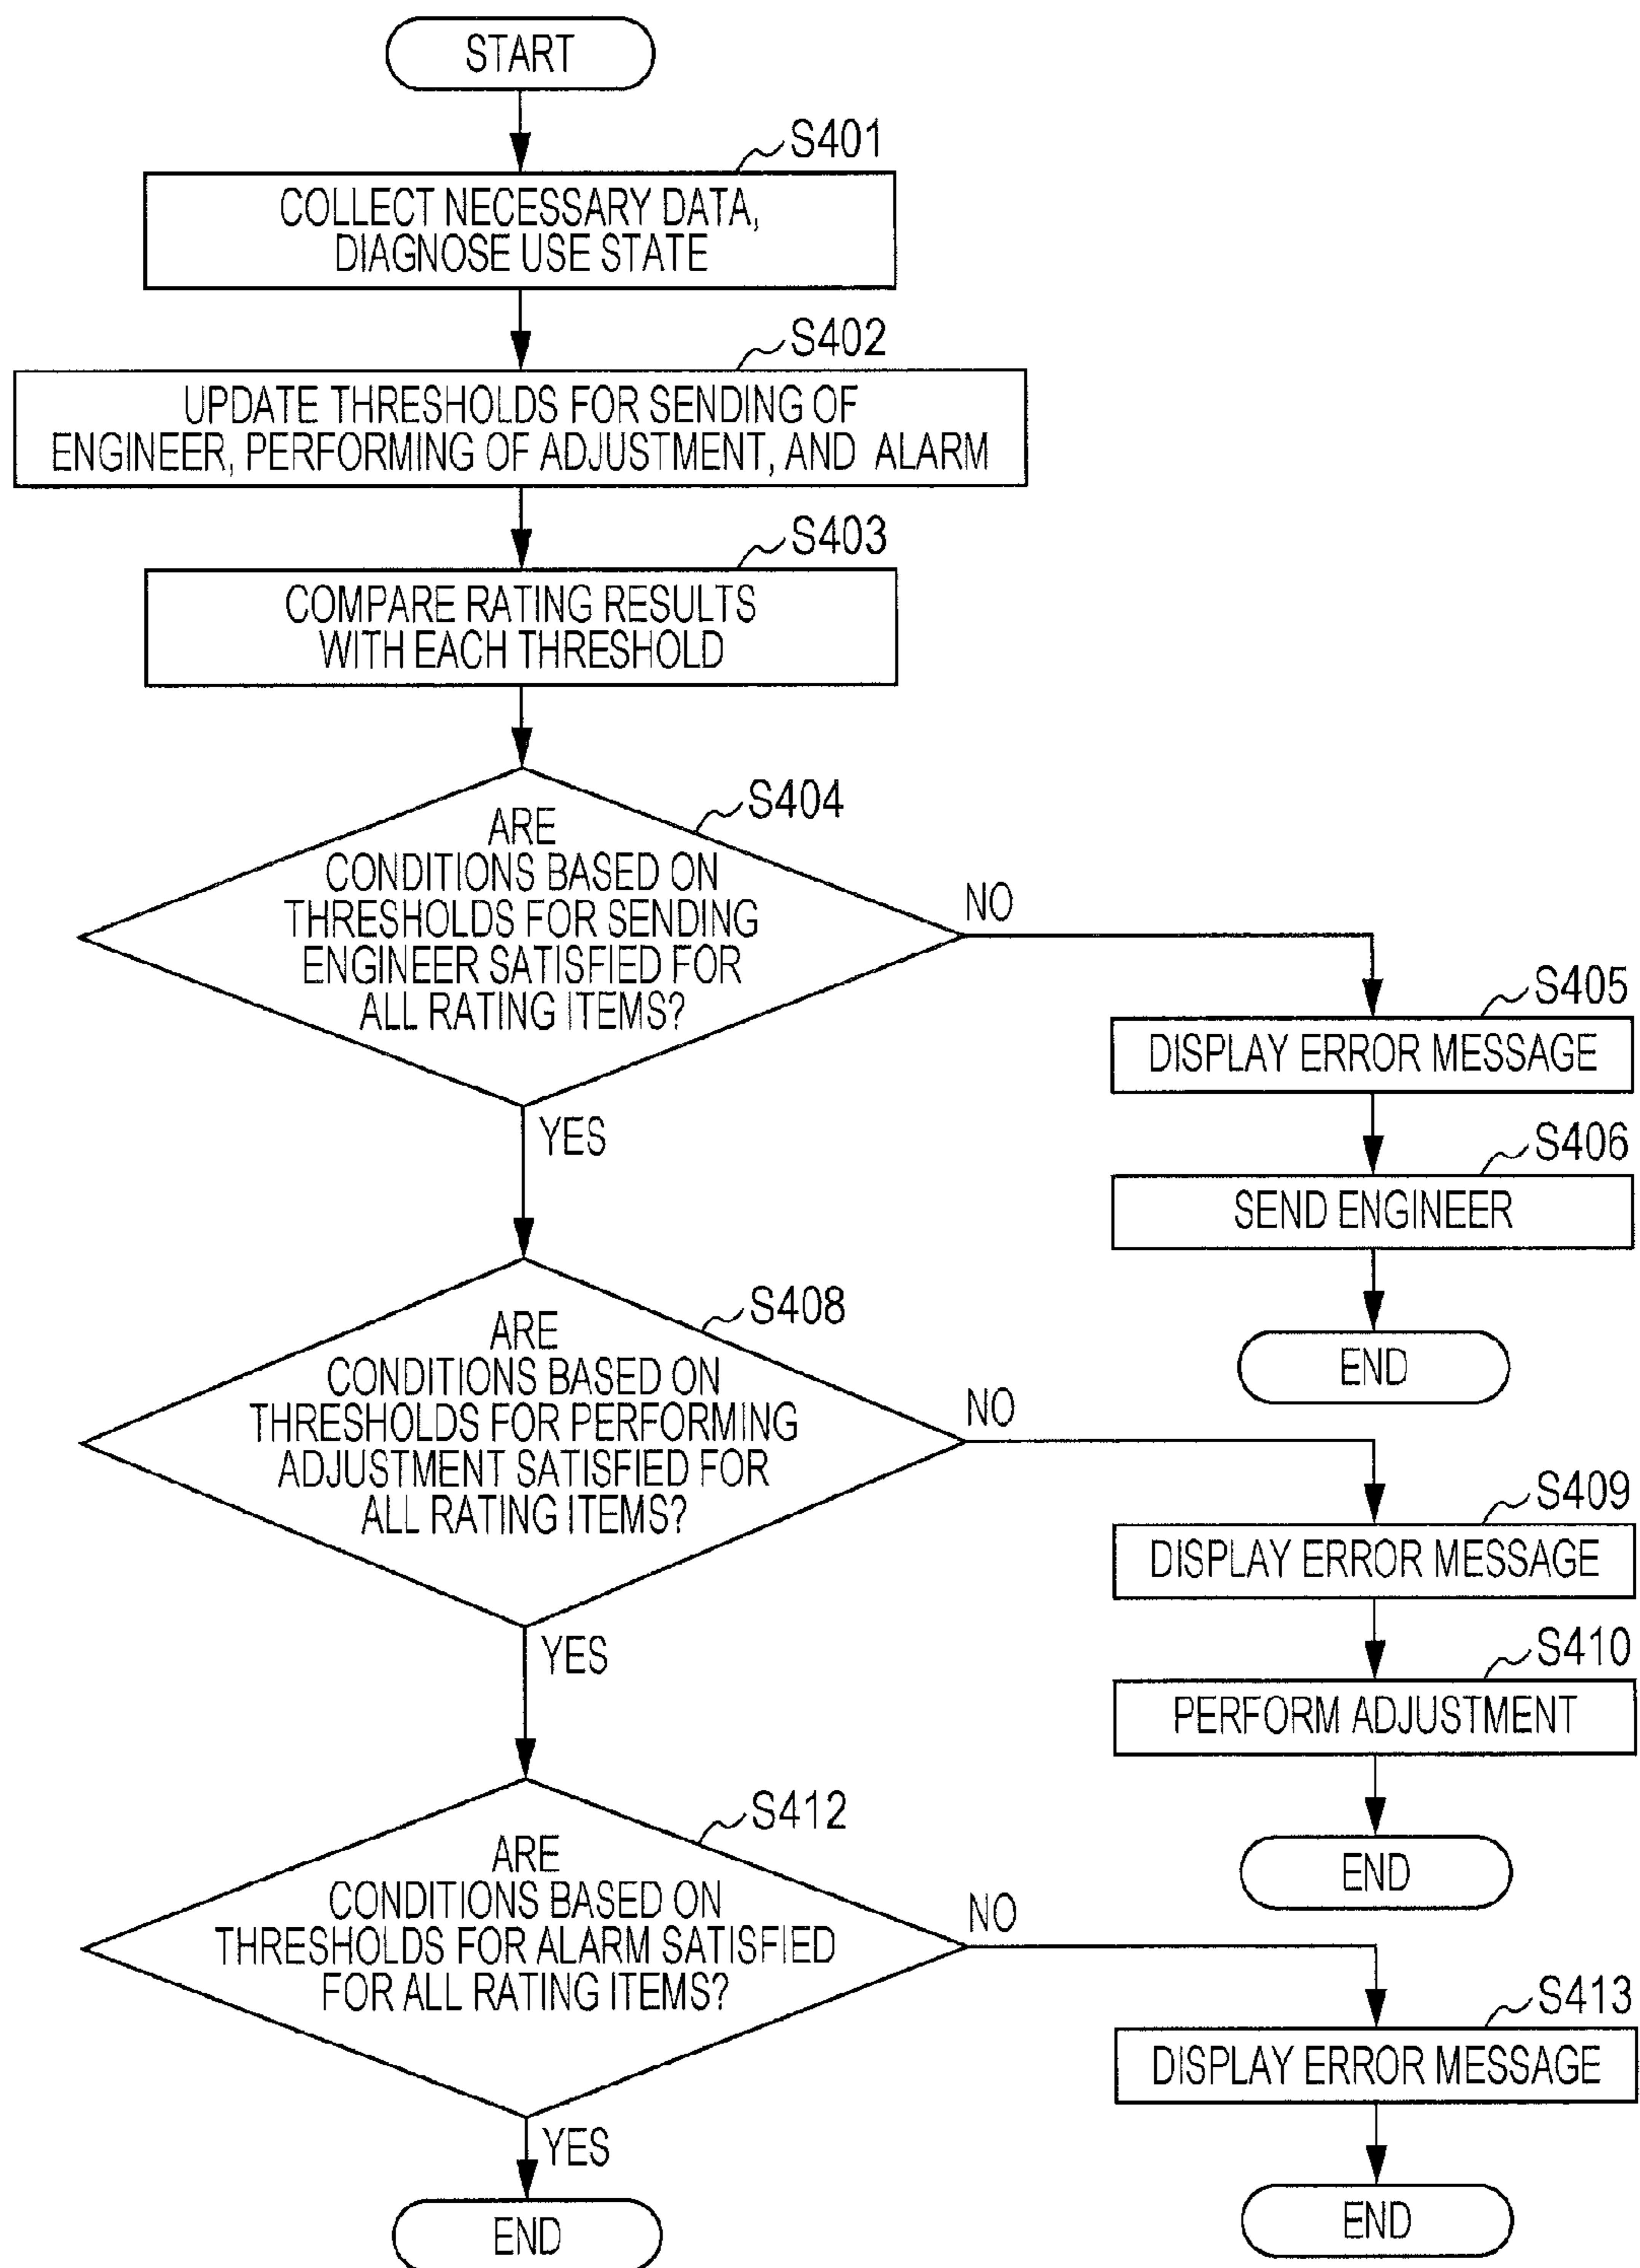 START
S401
COLLECT NECESSARY DATA,
DIAGNOSE USE STATE
S402
UPDATE THRESHOLDS FOR SENDING OF
ENGINEER, PERFORMING OF ADJUSTMENT, AND ALARM
S403
COMPARE RATING RESULTS
WITH EACH THRESHOLD
S404
ARE
CONDITIONS BASED ON
THRESHOLDS FOR SENDING
ENGINEER SATISFIED FOR
ALL RATING ITEMS?
NO
S405
DISPLAY ERROR MESSAGE
S406
SEND ENGINEER
END
YES
S408
ARE
CONDITIONS BASED ON
THRESHOLDS FOR PERFORMING
ADJUSTMENT SATISFIED FOR
ALL RATING ITEMS?
NO
S409
DISPLAY ERROR MESSAGE
S410
PERFORM ADJUSTMENT
END
YES
S412
ARE
CONDITIONS BASED ON
THRESHOLDS FOR ALARM SATISFIED
FOR ALL RATING ITEMS?
NO
S413
DISPLAY ERROR MESSAGE
END
YES
END